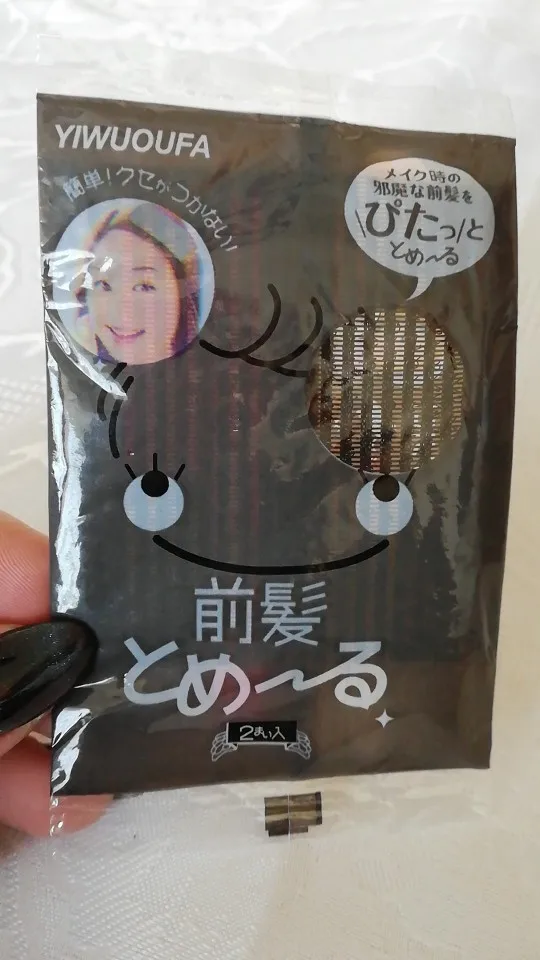 YIWUOUFA
簡単!クセがつかない!
メイク時の
邪魔な前髪を
ぴたっと
とめ〜る
前髪
とめ〜る
2まい入